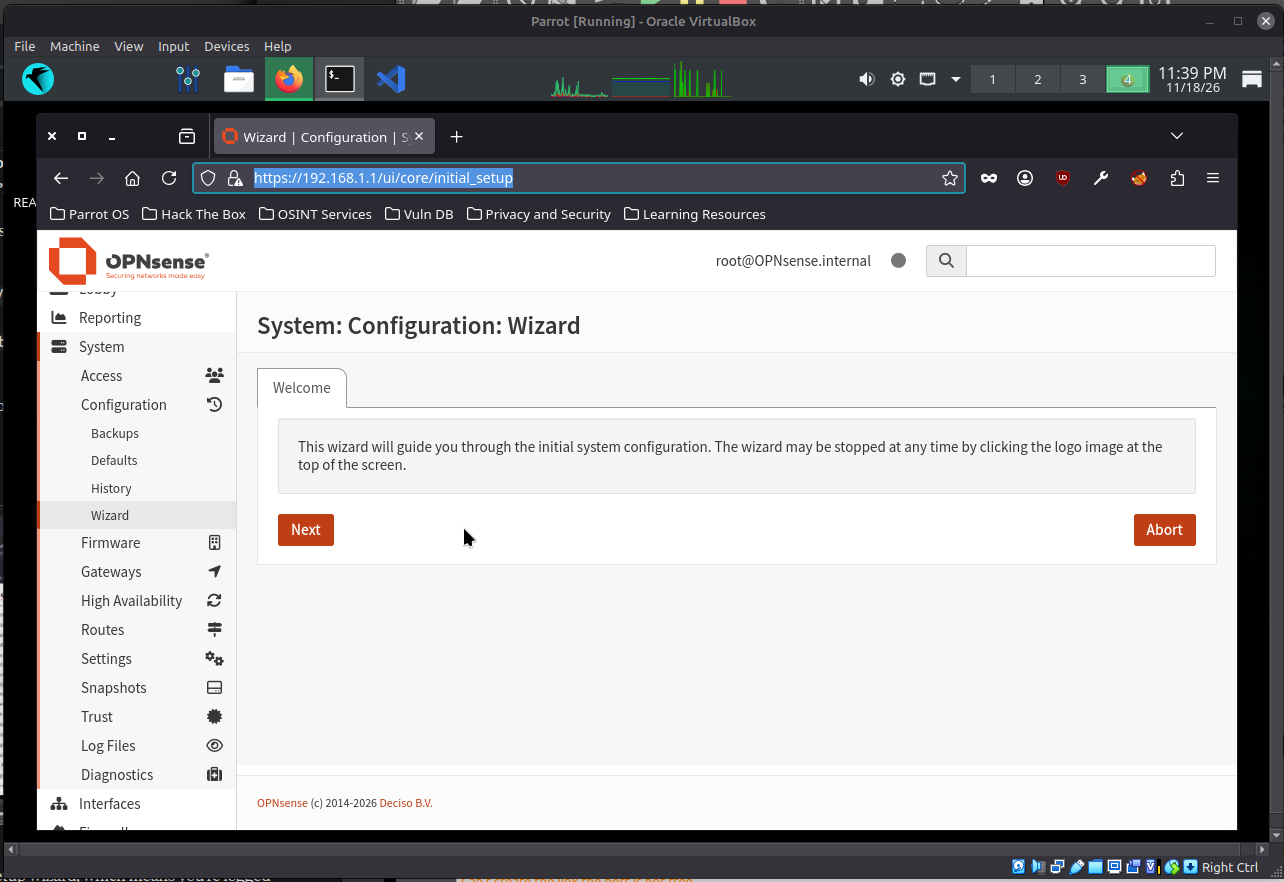 Parrot [Running] - Oracle VirtualBox
File Machine View Input Devices Help
1 2 3 4
11:39 PM
11/18/26
Wizard | Configuration | S
https://192.168.1.1/ui/core/initial_setup
REA
Parrot OS Hack The Box OSINT Services Vuln DB Privacy and Security Learning Resources
OPNsense
Securing networks made easy
root@OPNsense.internal
Lobby
Reporting
System
Access
Configuration
Backups
Defaults
History
Wizard
Firmware
Gateways
High Availability
Routes
Settings
Snapshots
Trust
Log Files
Diagnostics
Interfaces
System: Configuration: Wizard
Welcome
This wizard will guide you through the initial system configuration. The wizard may be stopped at any time by clicking the logo image at the
top of the screen.
Next
Abort
OPNsense (c) 2014-2026 Deciso B.V.
Right Ctrl